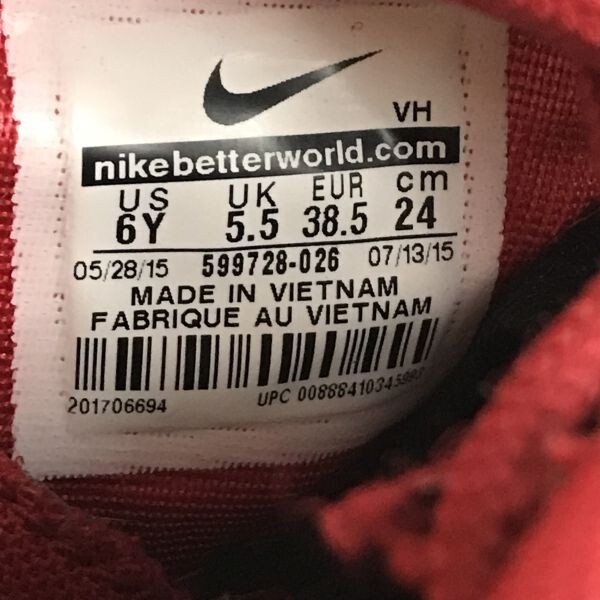 VH
nikebetterworld.com
US UK EUR cm
6Y 5.5 38.5 24
05/28/15 599728-026 07/13/15
MADE IN VIETNAM
FABRIQUE AU VIETNAM
201706694 UPC